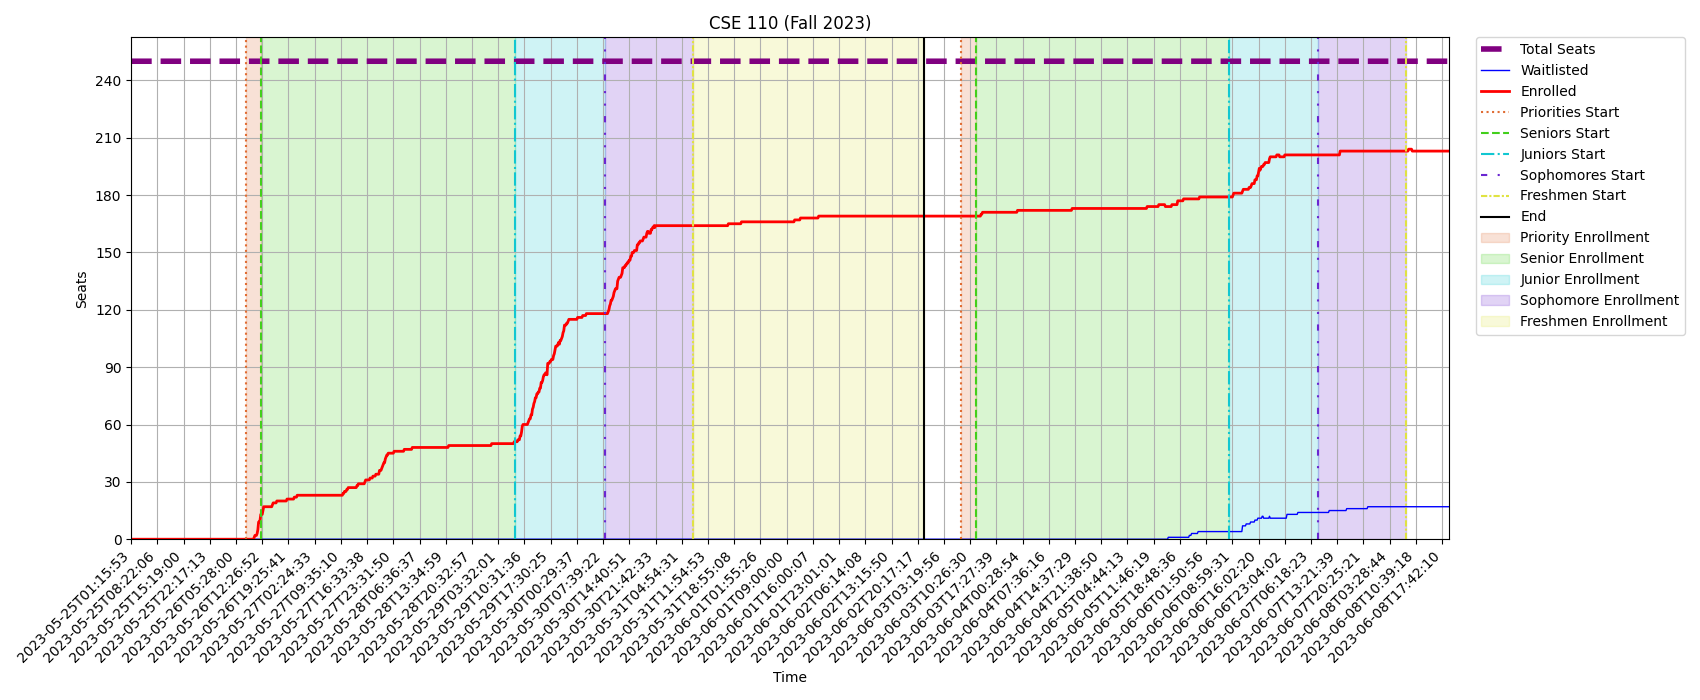 CSE 110 (Fall 2023)
Seats
240
210
180
150
120
90
60
30
0
2023-05-25T01:15:53
2023-05-25T08:22:06
2023-05-25T15:19:00
2023-05-25T22:17:13
2023-05-26T05:28:00
2023-05-26T12:26:52
2023-05-26T19:25:41
2023-05-27T02:24:33
2023-05-27T09:35:10
2023-05-27T16:33:38
2023-05-27T23:31:50
2023-05-28T06:36:37
2023-05-28T13:34:59
2023-05-28T20:32:57
2023-05-29T03:32:01
2023-05-29T10:31:36
2023-05-29T17:30:25
2023-05-30T00:29:37
2023-05-30T07:39:22
2023-05-30T14:40:51
2023-05-30T21:42:33
2023-05-31T04:54:31
2023-05-31T11:54:53
2023-05-31T18:55:08
2023-06-01T01:55:26
2023-06-01T09:00:00
2023-06-01T16:00:07
2023-06-01T23:01:01
2023-06-02T06:14:08
2023-06-02T13:15:50
2023-06-02T20:17:17
2023-06-03T03:19:56
2023-06-03T10:26:30
2023-06-03T17:27:39
2023-06-04T00:28:54
2023-06-04T07:36:16
2023-06-04T14:37:29
2023-06-04T21:38:50
2023-06-05T04:44:13
2023-06-05T11:46:19
2023-06-05T18:48:36
2023-06-06T01:50:56
2023-06-06T08:59:31
2023-06-06T16:02:20
2023-06-06T23:04:02
2023-06-07T06:18:23
2023-06-07T13:21:39
2023-06-07T20:25:21
2023-06-08T03:28:44
2023-06-08T10:39:18
2023-06-08T17:42:10
Time
Total Seats
Waitlisted
Enrolled
Priorities Start
Seniors Start
Juniors Start
Sophomores Start
Freshmen Start
End
Priority Enrollment
Senior Enrollment
Junior Enrollment
Sophomore Enrollment
Freshmen Enrollment